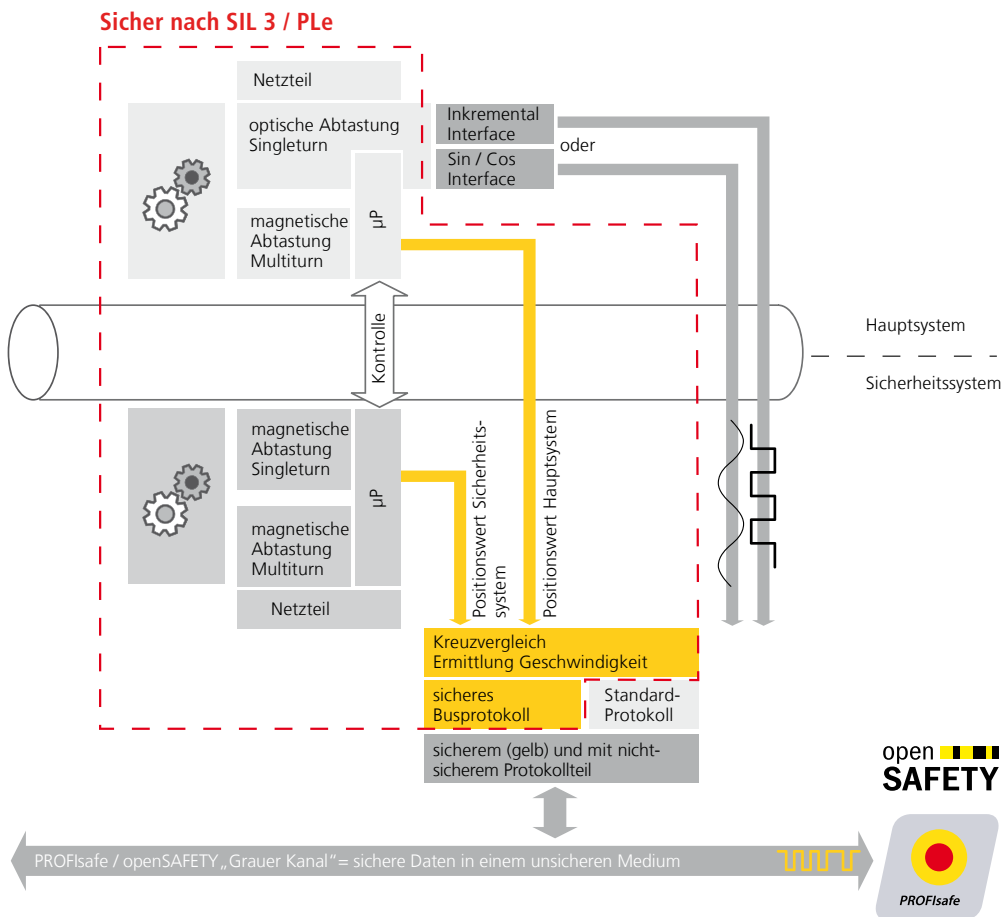 Sicher nach SIL 3 / PLe
Netzteil
optische Abtastung
Singleturn
Inkremental
Interface
oder
Sin / Cos
Interface
µP
magnetische
Abtastung
Multiturn
Kontrolle
Hauptsystem
Sicherheitssystem
magnetische
Abtastung
Singleturn
µP
magnetische
Abtastung
Multiturn
Netzteil
Positionswert Sicherheits-
system
Positionswert Hauptsystem
Kreuzvergleich
Ermittlung Geschwindigkeit
sicheres
Busprotokoll
Standard-
Protokoll
sicherem (gelb) und mit nicht-
sicherem Protokollteil
open
SAFETY
PROFIsafe / openSAFETY „Grauer Kanal“ = sichere Daten in einem unsicheren Medium
PROFIsafe